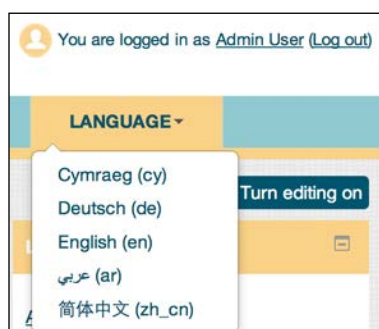 You are logged in as Admin User (Log out)
LANGUAGE
Cymraeg (cy)
Turn editing on
Deutsch (de)
English (en)
عربي (ar)
简体中文 (zh_cn)